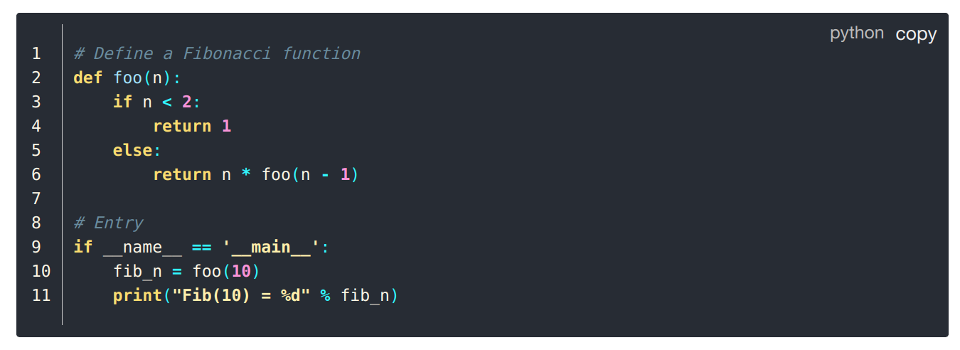 python copy
1 # Define a Fibonacci function
2 def foo(n):
3     if n < 2:
4         return 1
5     else:
6         return n * foo(n - 1)
7
8 # Entry
9 if __name__ == '__main__':
10     fib_n = foo(10)
11     print("Fib(10) = %d" % fib_n)